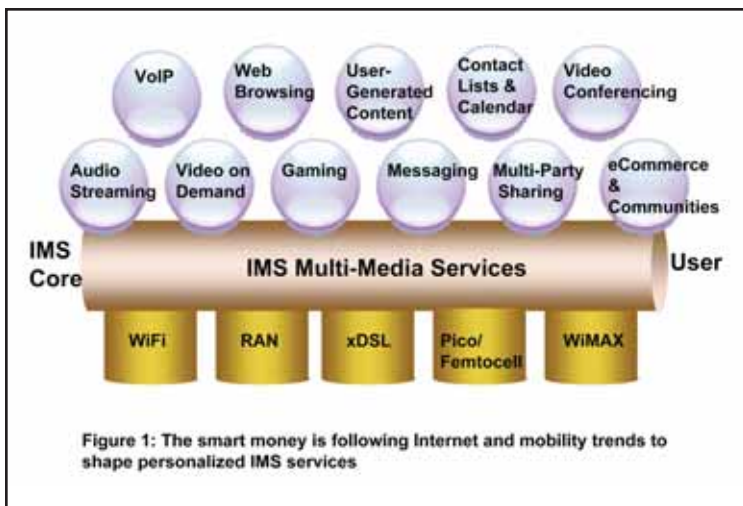 VoIP
Web
Browsing
User-
Generated
Content
Contact
Lists &
Calendar
Video
Conferencing
Audio
Streaming
Video on
Demand
Gaming
Messaging
Multi-Party
Sharing
eCommerce
&
Communities
IMS
Core
IMS Multi-Media Services
User
WiFi
RAN
xDSL
Pico/
Femtocell
WiMAX
Figure 1: The smart money is following Internet and mobility trends to
shape personalized IMS services